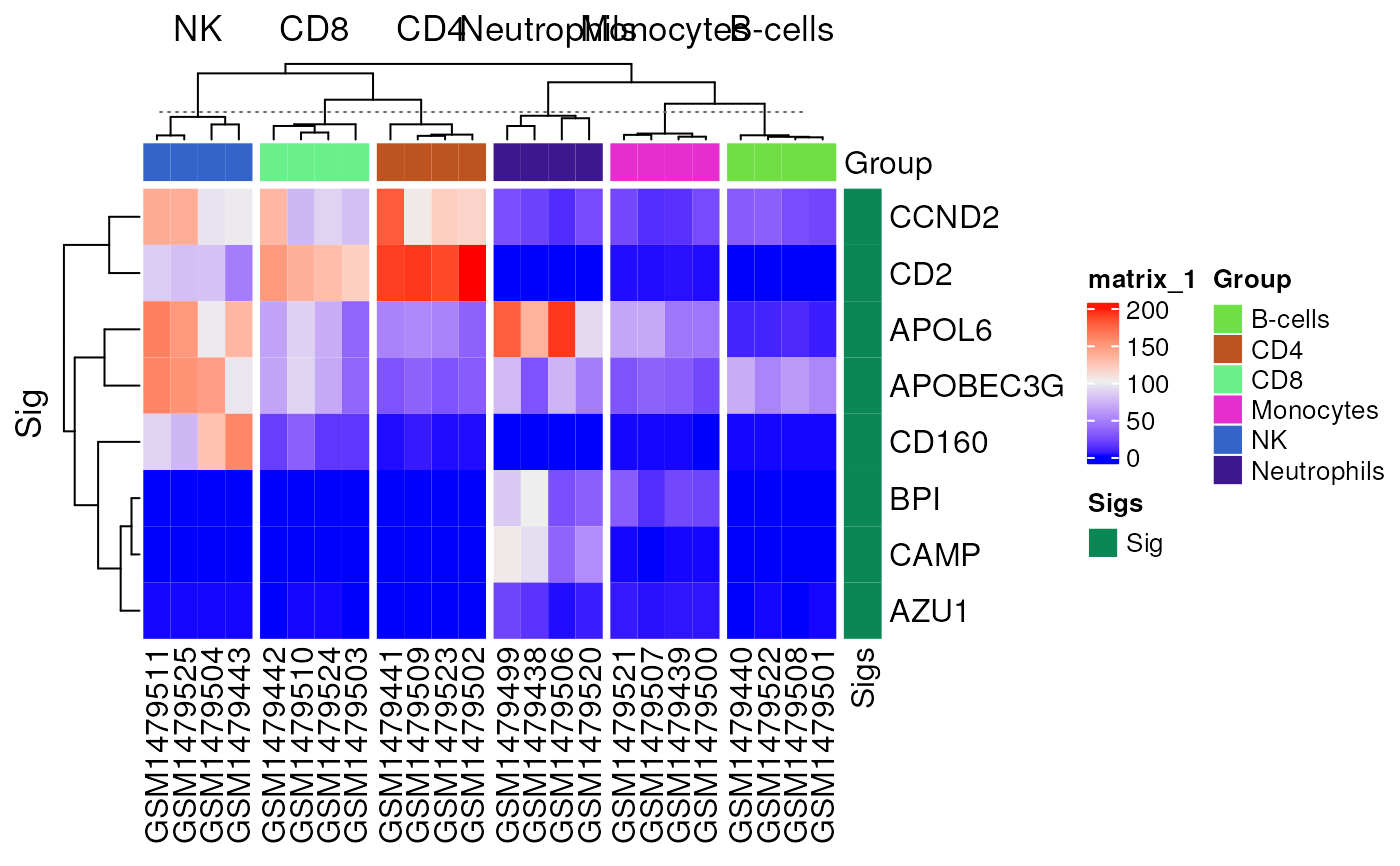 NK CD8 CD4 Neutrophils Monocytes B-cells
Group
CCND2
CD2
APOL6
APOBEC3G
CD160
BPI
CAMP
AZU1
Sig
GSM1479511
GSM1479525
GSM1479504
GSM1479443
GSM1479442
GSM1479510
GSM1479524
GSM1479503
GSM1479441
GSM1479509
GSM1479523
GSM1479502
GSM1479499
GSM1479438
GSM1479506
GSM1479520
GSM1479521
GSM1479507
GSM1479439
GSM1479500
GSM1479440
GSM1479522
GSM1479508
GSM1479501
Sigs
matrix_1
200
150
100
50
0
Sigs
Sig
Group
B-cells
CD4
CD8
Monocytes
NK
Neutrophils